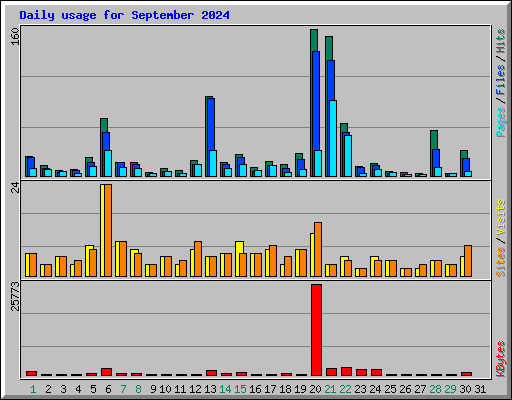 Daily usage for September 2024
160
Pages / Files / Hits
24
Sites / Visits
25773
KBytes
1 2 3 4 5 6 7 8 9 10 11 12 13 14 15 16 17 18 19 20 21 22 23 24 25 26 27 28 29 30 31